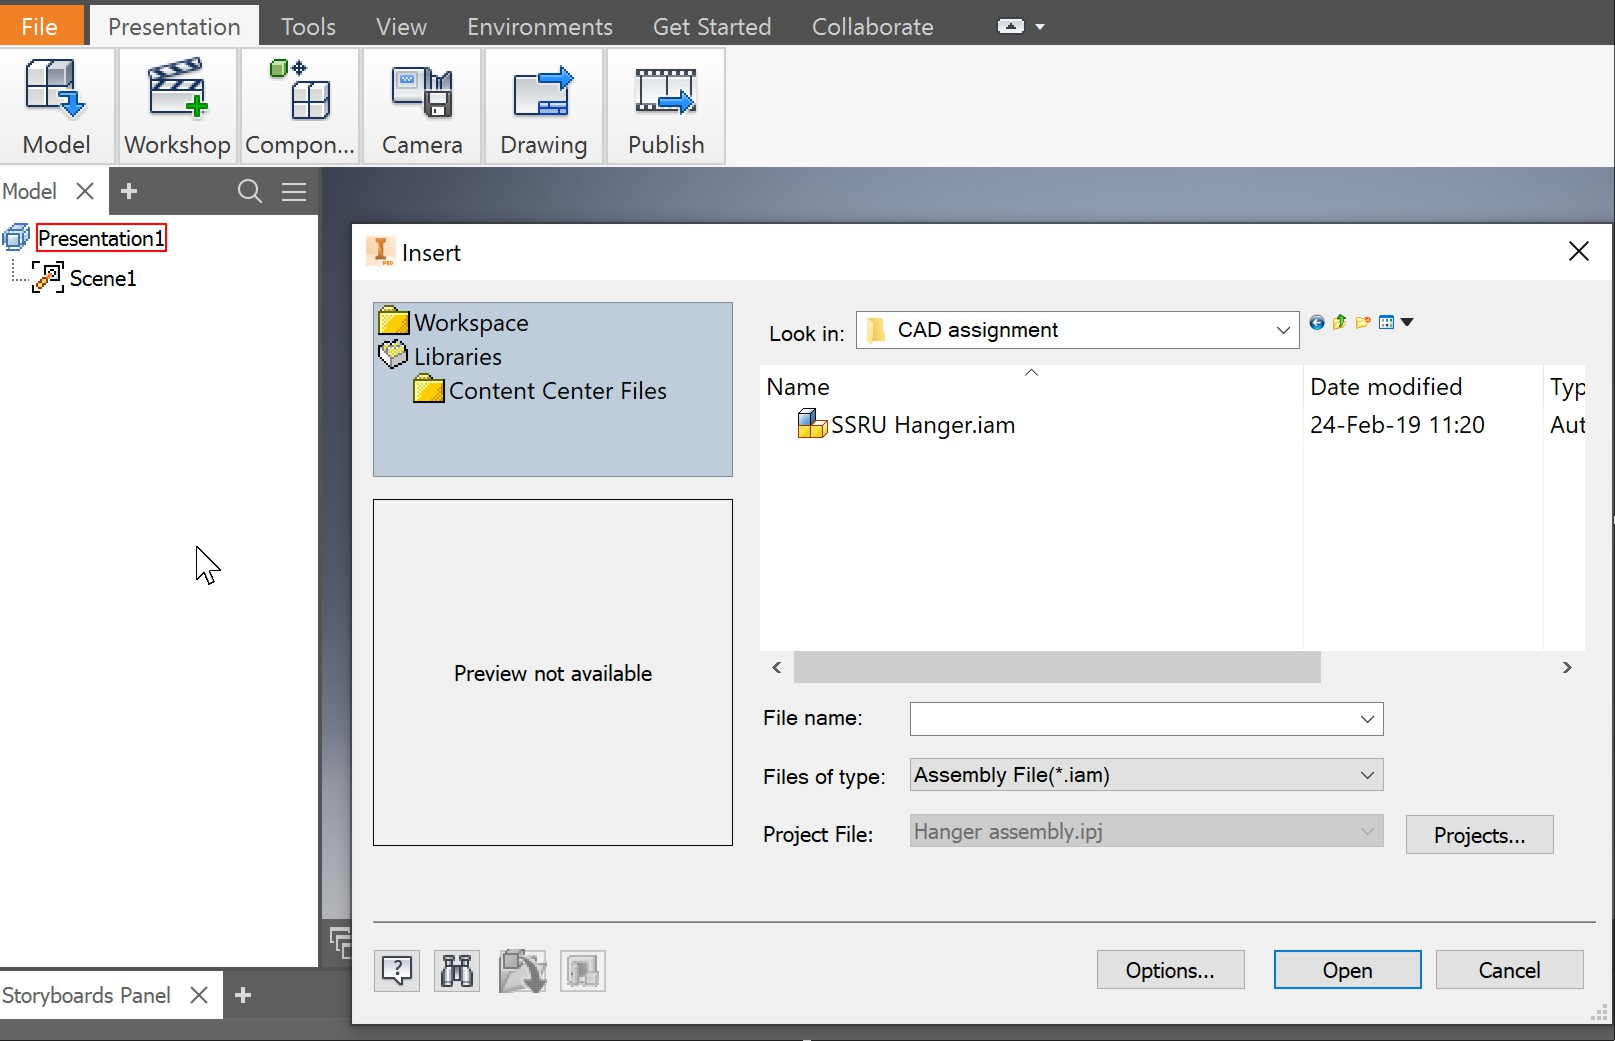 File Presentation Tools View Environments Get Started Collaborate
Model Workshop Compon... Camera Drawing Publish
Model
Presentation1
Scene1
Insert
Workspace
Libraries
Content Center Files
Look in: CAD assignment
Name Date modified Typ
SSRU Hanger.iam 24-Feb-19 11:20 Aut
Preview not available
File name:
Files of type: Assembly File(*.iam)
Project File: Hanger assembly.ipj Projects...
Options... Open Cancel
Storyboards Panel